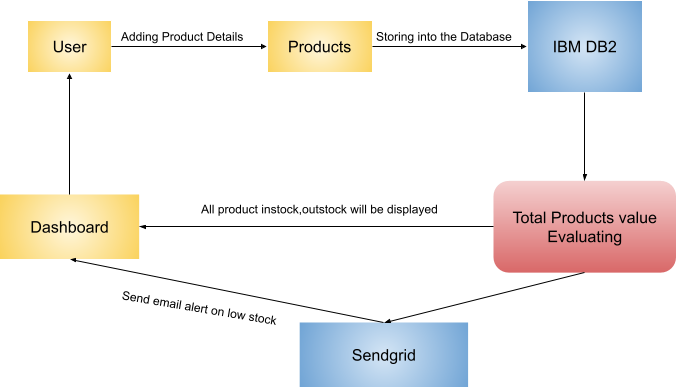 User
Adding Product Details
Products
Storing into the Database
IBM DB2
Total Products value
Evaluating
All product instock,outstock will be displayed
Dashboard
Send email alert on low stock
Sendgrid